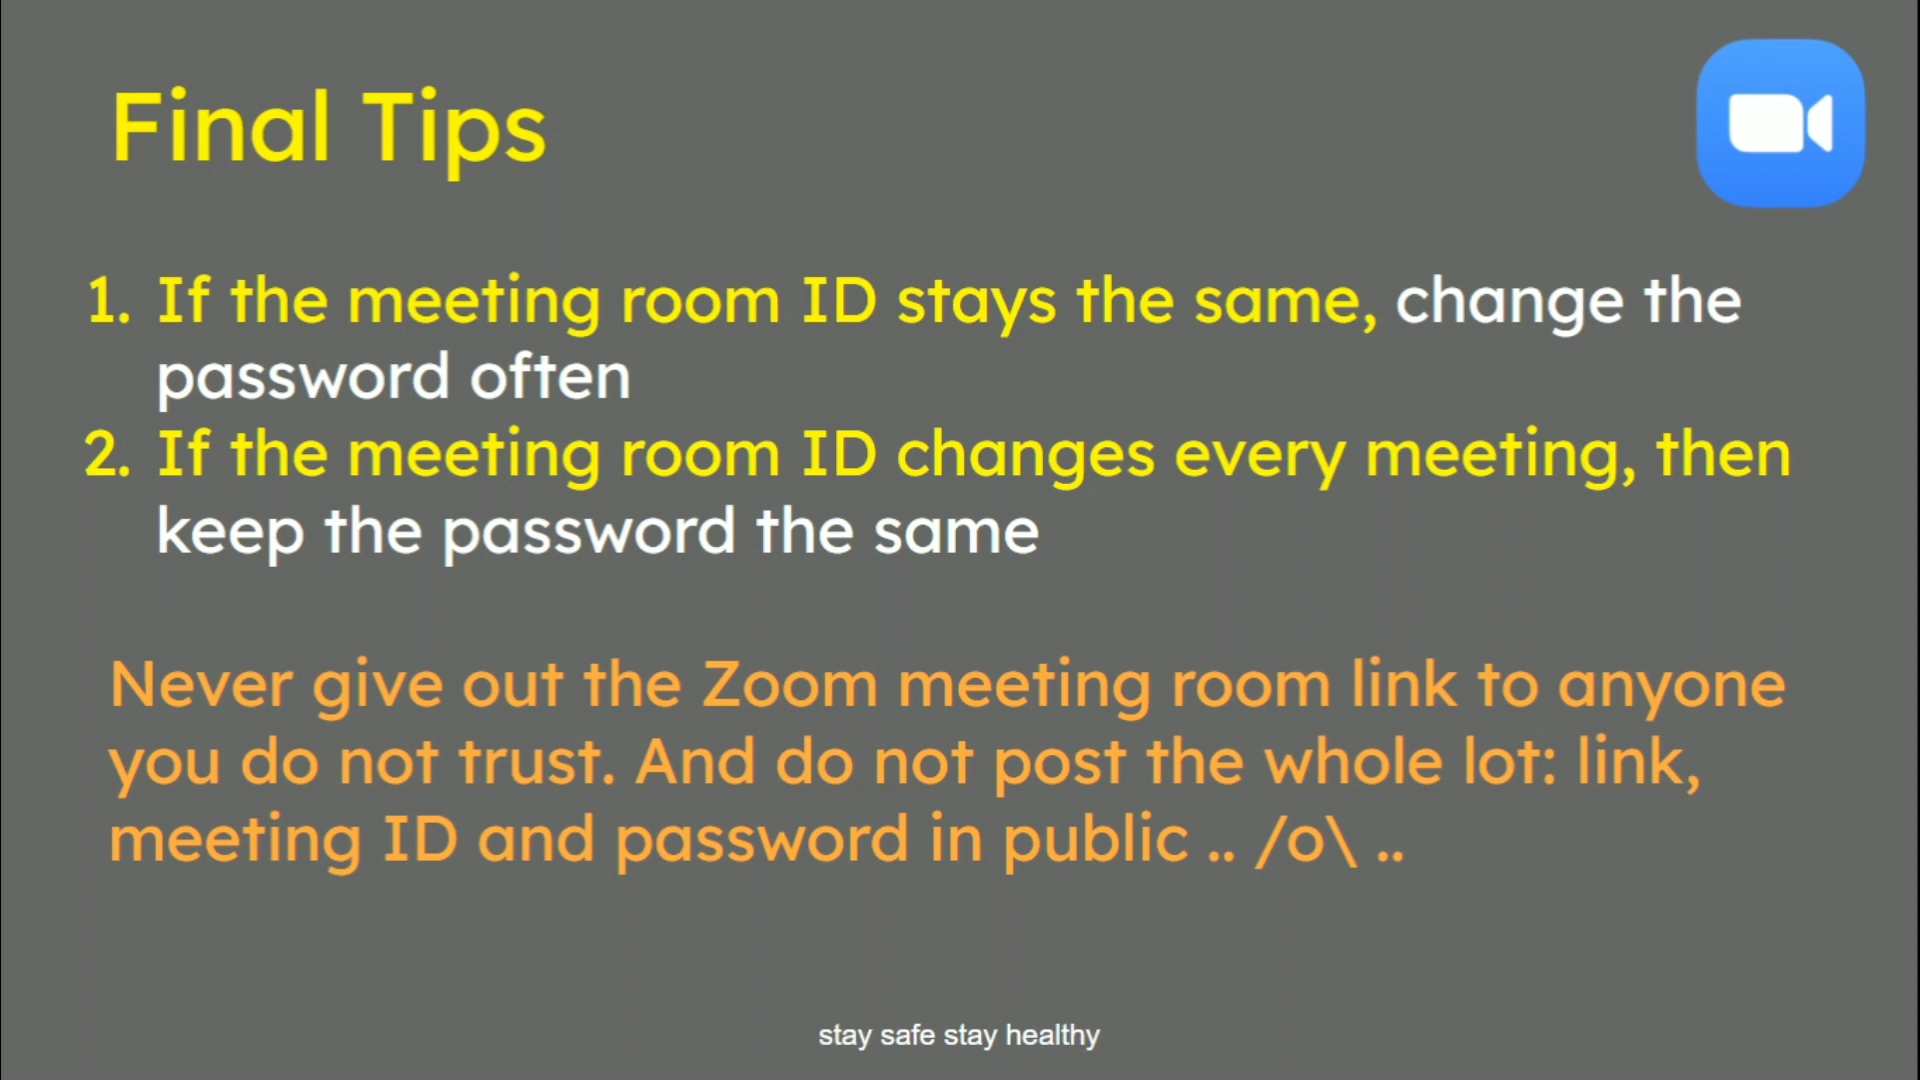 Final Tips
1. If the meeting room ID stays the same, change the
password often
2. If the meeting room ID changes every meeting, then
keep the password the same
Never give out the Zoom meeting room link to anyone
you do not trust. And do not post the whole lot: link,
meeting ID and password in public .. /o\ ..
stay safe stay healthy